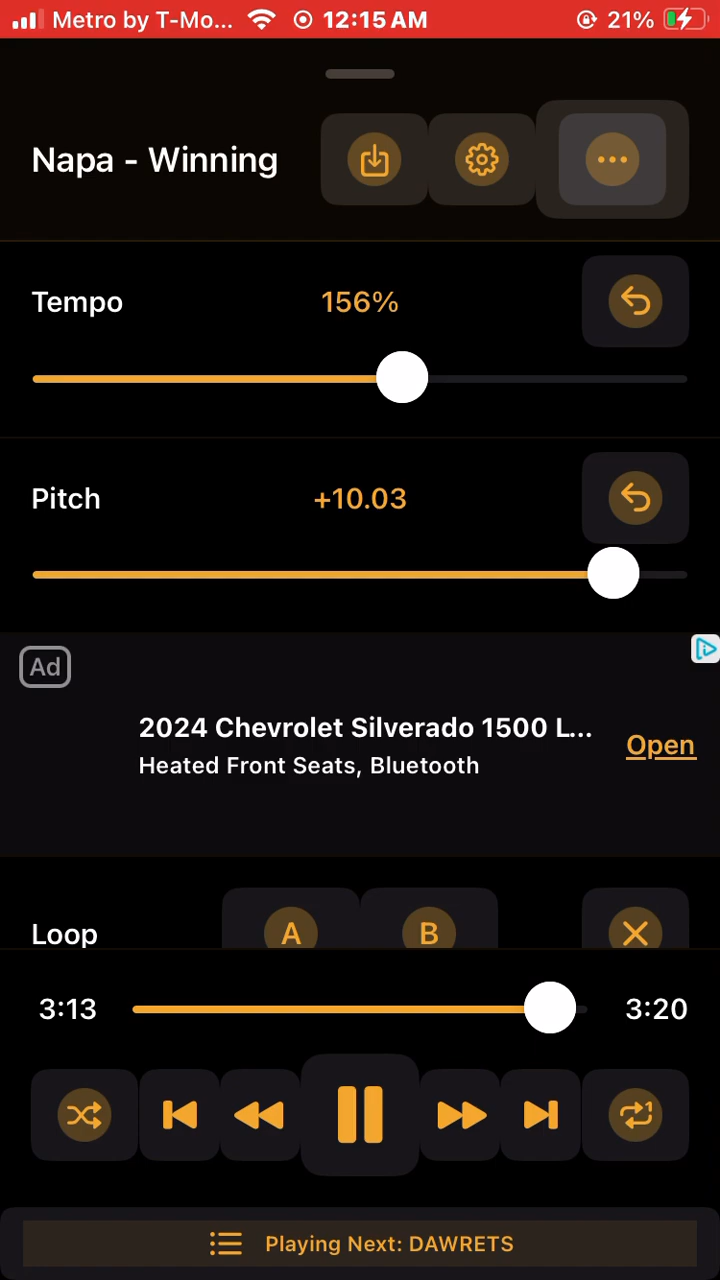 Metro by T-Mo... 12:15 AM 21%
Napa - Winning
Tempo 156%
Pitch +10.03
Ad
2024 Chevrolet Silverado 1500 L...
Heated Front Seats, Bluetooth
Open
Loop A B
3:13 3:20
Playing Next: DAWRETS